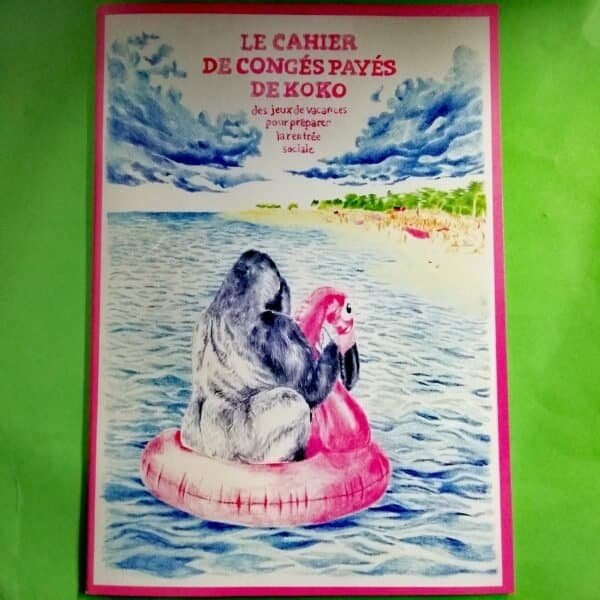 LE CAHIER
DE CONGÉS PAYÉS
DE KOKO
des jeux de vacances
pour préparer
la rentrée
sociale